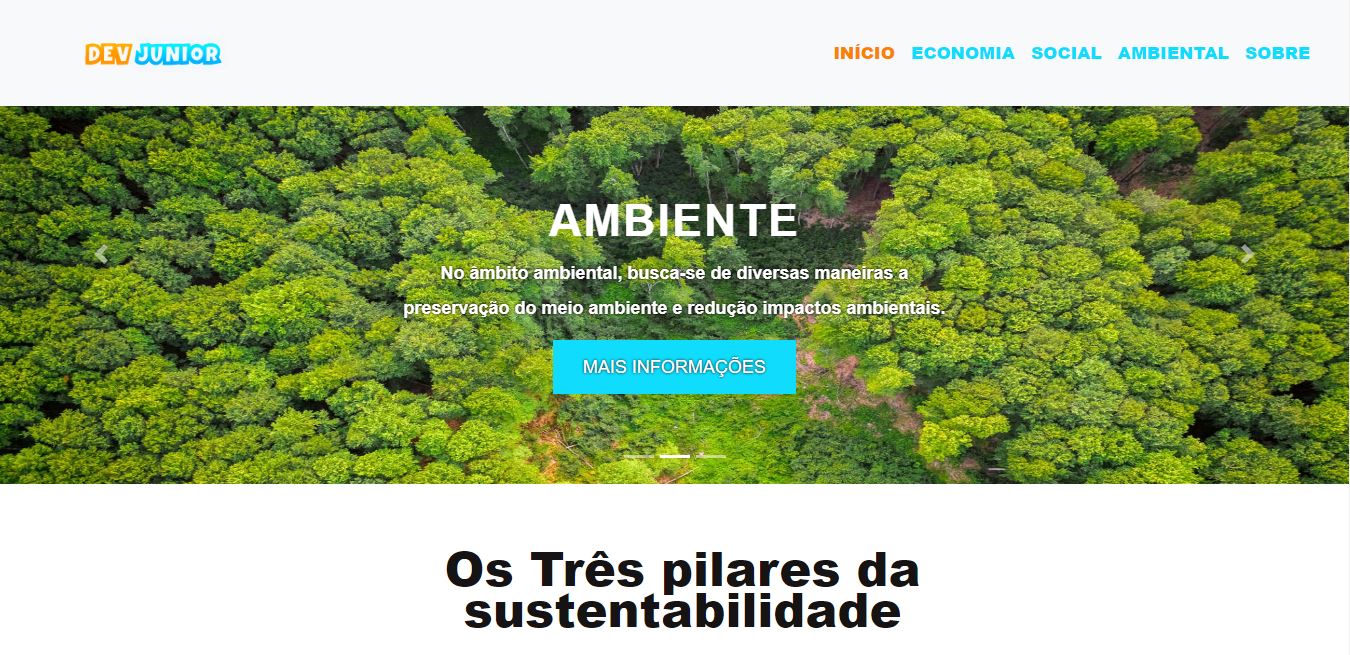 DEV JUNIOR
INÍCIO ECONOMIA SOCIAL AMBIENTAL SOBRE
AMBIENTE
No âmbito ambiental, busca-se de diversas maneiras a
preservação do meio ambiente e redução impactos ambientais.
MAIS INFORMAÇÕES
Os Três pilares da
sustentabilidade